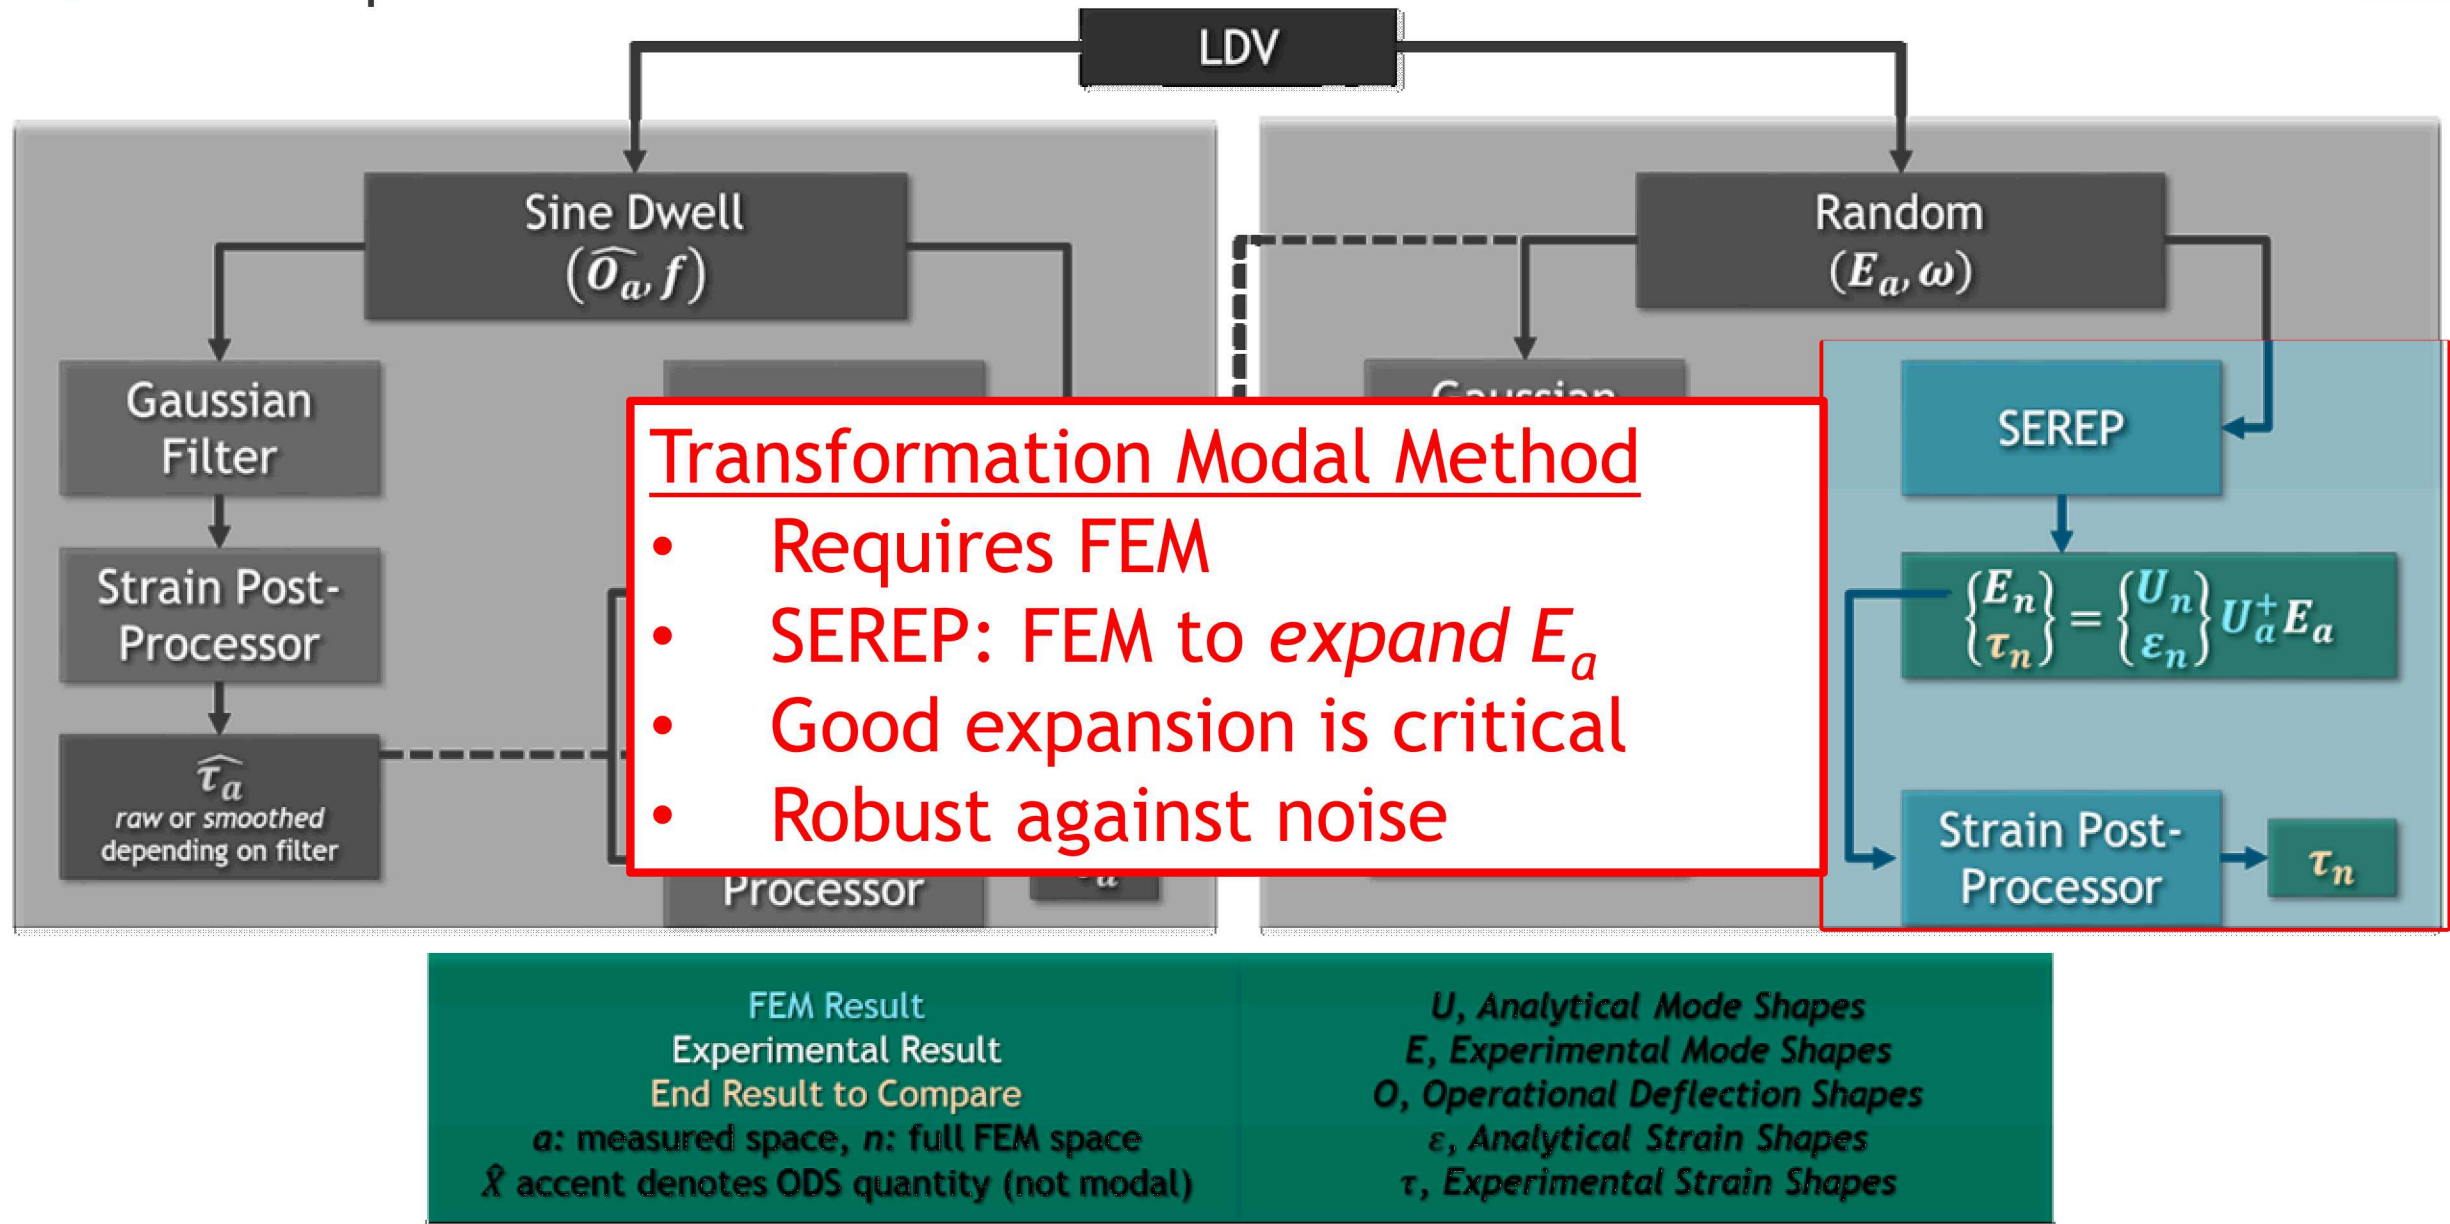 LDV
Sine Dwell
(Ô_a, f)
Random
(E_a, ω)
Gaussian
Filter
Gaussian
SEREP
Strain Post-
Processor
τ̂_a
raw or smoothed
depending on filter
Processor
Transformation Modal Method
• Requires FEM
• SEREP: FEM to expand E_a
• Good expansion is critical
• Robust against noise
{E_n τ_n} = {U_n ε_n} U_a^+ E_a
Strain Post-
Processor
τ_n
FEM Result
Experimental Result
End Result to Compare
a: measured space, n: full FEM space
X̂ accent denotes ODS quantity (not modal)
U, Analytical Mode Shapes
E, Experimental Mode Shapes
O, Operational Deflection Shapes
ε, Analytical Strain Shapes
τ, Experimental Strain Shapes